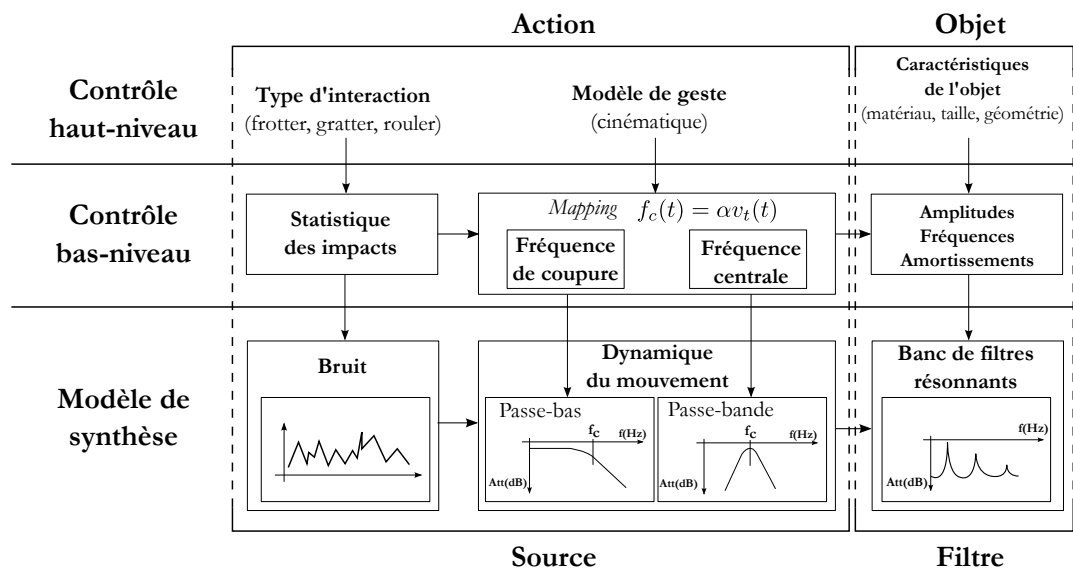 Action
Objet
Contrôle
haut-niveau
Type d'interaction
(frotter, gratter, rouler)
Modèle de geste
(cinématique)
Caractéristiques
de l'objet
(matériau, taille, géométrie)
Contrôle
bas-niveau
Statistique
des impacts
Mapping f_c(t) = αv_t(t)
Fréquence
de coupure
Fréquence
centrale
Amplitudes
Fréquences
Amortissements
Modèle de
synthèse
Bruit
Dynamique
du mouvement
Passe-bas
f_c
f(Hz)
Att(dB)
Passe-bande
f_c
f(Hz)
Att(dB)
Banc de filtres
résonnants
f(Hz)
Att(dB)
Source
Filtre